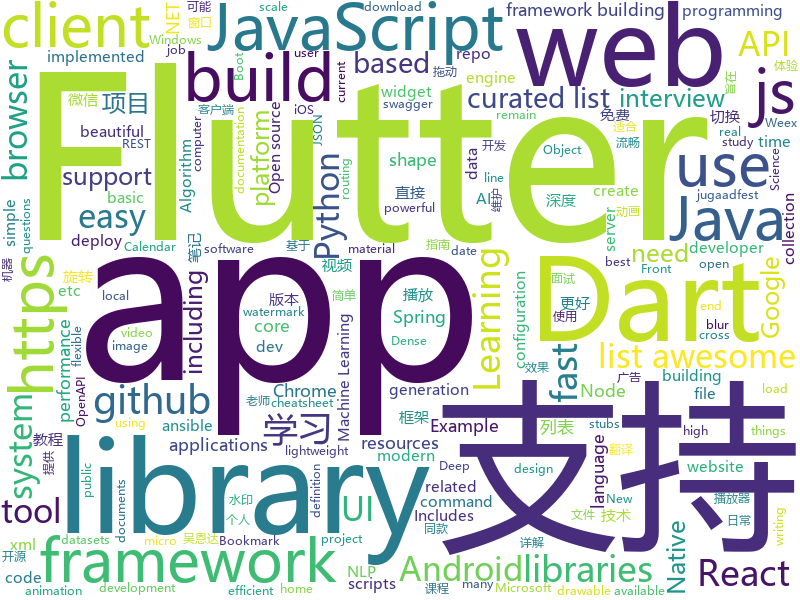 client
JavaScript
web
framework building
programming
scale
download
可能
窗口
Windows
.NET
job
user
Boot
current
implemented
API
体验
微信
项目
build
based
repo
engine
拖动
旨在
客户端
iOS
swagger
browser
beautiful
REST
Flutter
curated list
js
widget
library
interview
免费
切换
Weex
remain
适合
流畅
real
time
support
documentation
computer
platform
Open source
JSON
shape
Object
study
simple
basic
Algorithm
Python
data
use
动画
维护
开发
questions
easy
deploy
routing
直接
line
AI
深度
create
server
jugaadfest
Science
collection
powerful
Java
Calendar
笔记
software
基于
material
date
指南
best
open
Front
https
app
Dart
need
developer
机器
旋转
视频
版本
播放
更好
面试
etc
local
简单
使用
end
system
including
watermark
core
Spring
Learning
configuration
Google
flexible
performance
video
image
dev
Dense
fast
cross
blur
OpenAPI
Machine Learning
效果
广告
list awesome
github
老师
Chrome
cheatsheet
generation
Node
building
load
教程
学习
ansible
lightweight
框架
Example
支持
列表
file
high
things
提供
applications
resources
modern
language
stubs
翻译
tool
related
design
website
public
documents
水印
UI
command
New
播放器
xml
个人
definition
Includes
同款
文件
技术
日常
datasets
micro
吴恩达
Bookmark
project
Deep
详解
Native
React
writing
开源
code
framework
NLP
many
Microsoft
Android
libraries
using
课程
animation
development
efficient
home
scripts
drawable
available